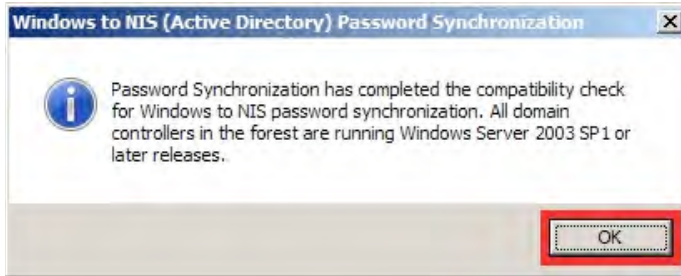 Windows to NIS (Active Directory) Password Synchronization
Password Synchronization has completed the compatibility check
for Windows to NIS password synchronization. All domain
controllers in the forest are running Windows Server 2003 SP1 or
later releases.
OK